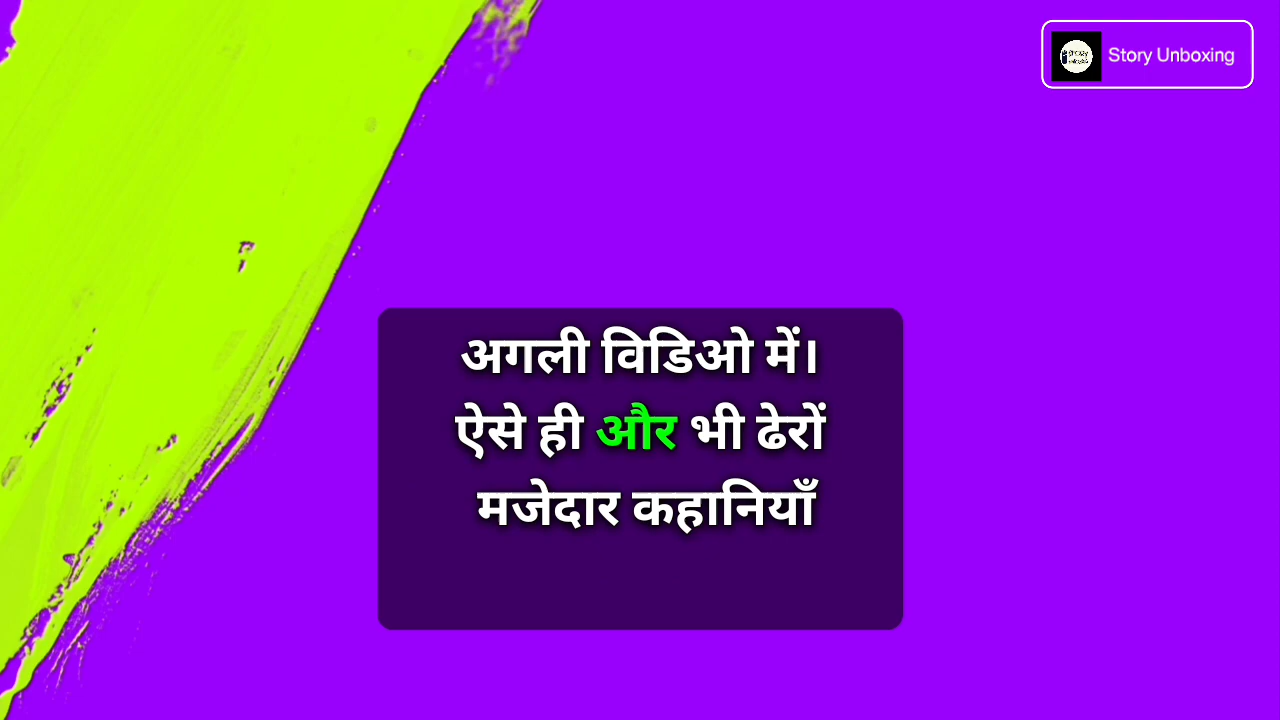 Story Unboxing
अगली विडिओ में।
ऐसे ही और भी ढेरों
मजेदार कहानियाँ